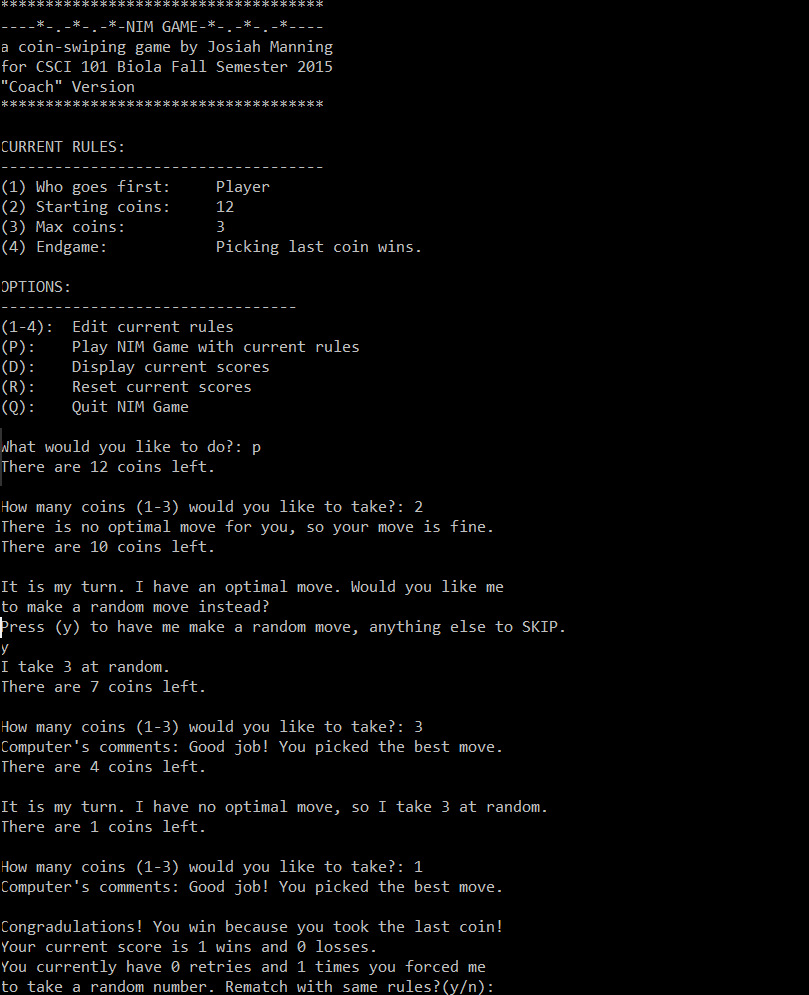 ************************************
----*-.-*-.-*-NIM GAME-*-.-*-.-*----
a coin-swiping game by Josiah Manning
for CSCI 101 Biola Fall Semester 2015
"Coach" Version
************************************
CURRENT RULES:
------------------------------------
(1) Who goes first:     Player
(2) Starting coins:     12
(3) Max coins:          3
(4) Endgame:            Picking last coin wins.
OPTIONS:
---------------------------------
(1-4):  Edit current rules
(P):    Play NIM Game with current rules
(D):    Display current scores
(R):    Reset current scores
(Q):    Quit NIM Game
What would you like to do?: p
There are 12 coins left.
How many coins (1-3) would you like to take?: 2
There is no optimal move for you, so your move is fine.
There are 10 coins left.
It is my turn. I have an optimal move. Would you like me
to make a random move instead?
Press (y) to have me make a random move, anything else to SKIP.
y
I take 3 at random.
There are 7 coins left.
How many coins (1-3) would you like to take?: 3
Computer's comments: Good job! You picked the best move.
There are 4 coins left.
It is my turn. I have no optimal move, so I take 3 at random.
There are 1 coins left.
How many coins (1-3) would you like to take?: 1
Computer's comments: Good job! You picked the best move.
Congradulations! You win because you took the last coin!
Your current score is 1 wins and 0 losses.
You currently have 0 retries and 1 times you forced me
to take a random number. Rematch with same rules?(y/n):